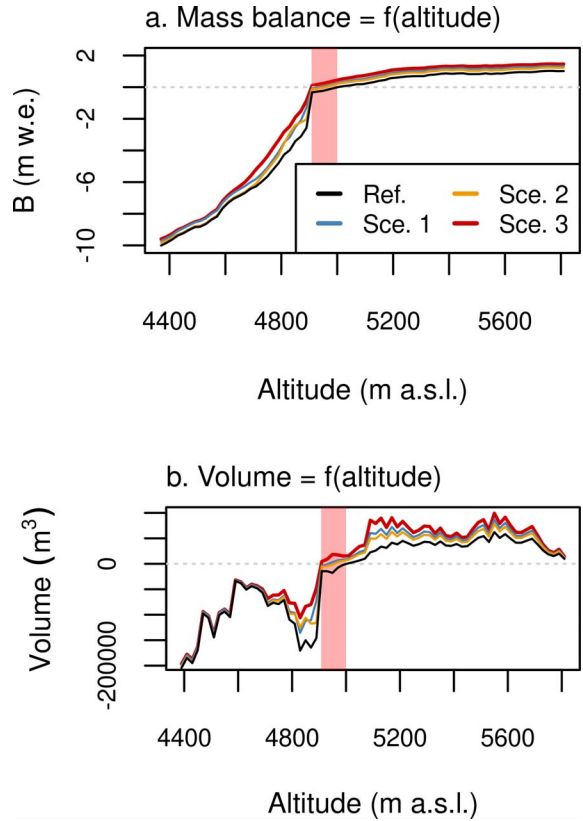 a. Mass balance = f(altitude)
B (m w.e.)
2
-2
-6
-10
Ref.
Sce. 1
Sce. 2
Sce. 3
4400 4800 5200 5600
Altitude (m a.s.l.)
b. Volume = f(altitude)
Volume (m³)
0
-200000
4400 4800 5200 5600
Altitude (m a.s.l.)